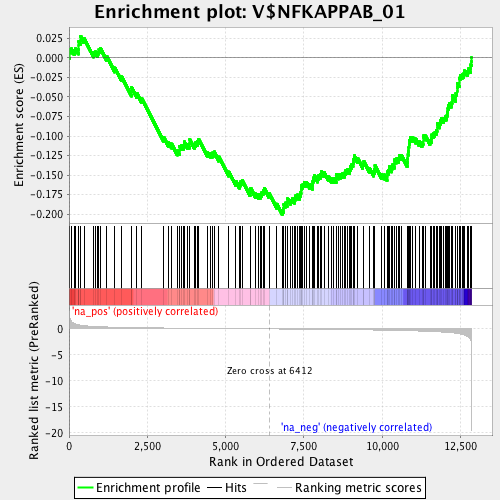 Enrichment plot: V$NFKAPPAB_01
Enrichment score (ES)
0.025
0.000
-0.025
-0.050
-0.075
-0.100
-0.125
-0.150
-0.175
-0.200
Ranked list metric (PreRanked)
'na_pos' (positively correlated)
0
-5
-10
-15
-20
Zero cross at 6412
'na_neg' (negatively correlated)
0
2,500
5,000
7,500
10,000
12,500
Rank in Ordered Dataset
Enrichment profile
Hits
Ranking metric scores